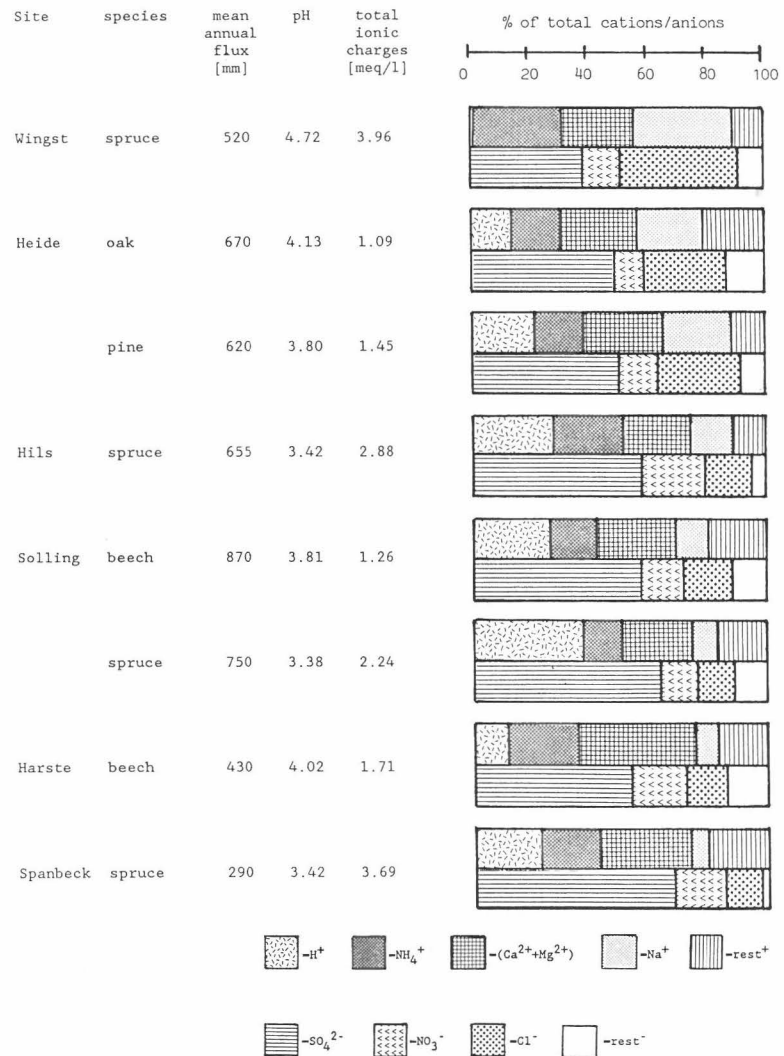 Site species mean annual flux [mm] pH total ionic charges [meq/l] % of total cations/anions
0 20 40 60 80 100
Wingst spruce 520 4.72 3.96
Heide oak 670 4.13 1.09
pine 620 3.80 1.45
Hils spruce 655 3.42 2.88
Solling beech 870 3.81 1.26
spruce 750 3.38 2.24
Harste beech 430 4.02 1.71
Spanbeck spruce 290 3.42 3.69
-H⁺ -NH₄⁺ -(Ca²⁺+Mg²⁺) -Na⁺ -rest⁺
-SO₄²⁻ -NO₃⁻ -Cl⁻ -rest⁻